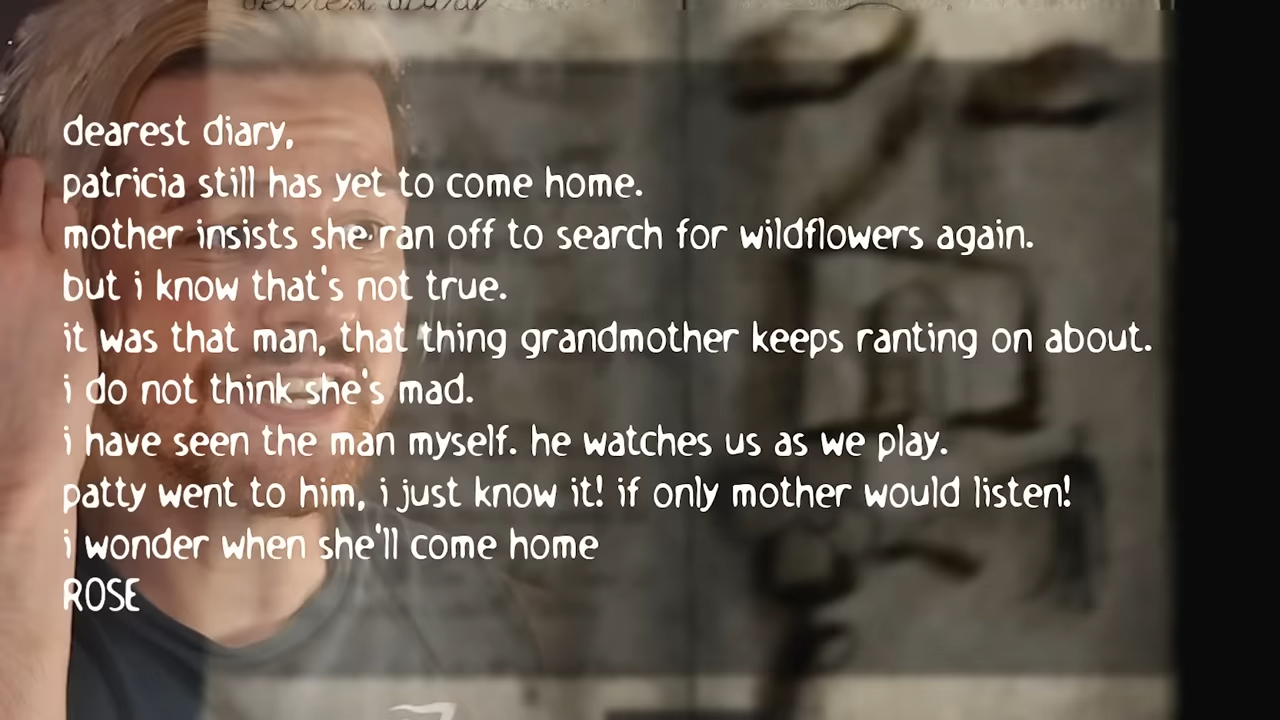 dearest diary
dearest diary,
patricia still has yet to come home.
mother insists she ran off to search for wildflowers again.
but i know that's not true.
it was that man, that thing grandmother keeps ranting on about.
i do not think she's mad.
i have seen the man myself. he watches us as we play.
patty went to him, i just know it! if only mother would listen!
i wonder when she'll come home
ROSE